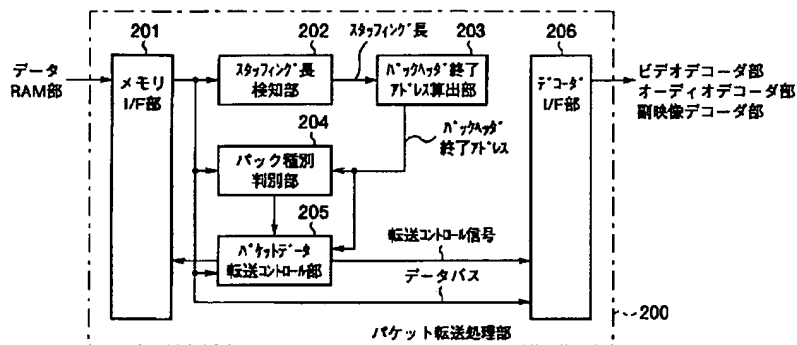 201
202
スタッフィング長
203
206
データ
RAM部
メモリ
I/F部
スタッフィング長
検知部
パックヘッダ終了
アドレス算出部
デコーダ
I/F部
ビデオデコーダ部
オーディオデコーダ部
副映像デコーダ部
204
パックヘッダ
終了アドレス
パック種別
判別部
205
パケットデータ
転送コントロール部
転送コントロール信号
データバス
200
パケット転送処理部